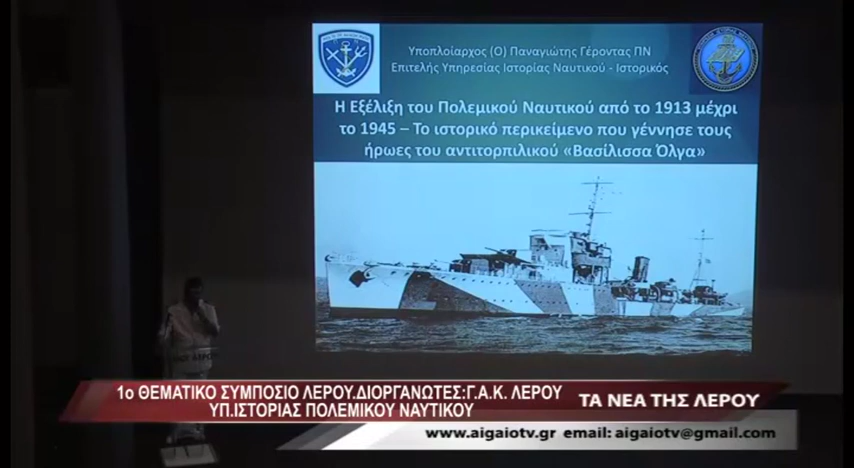 Υποπλοίαρχος (Ο) Παναγιώτης Γέροντας ΠΝ
Επιτελής Υπηρεσίας Ιστορίας Ναυτικού - Ιστορικός
Η Εξέλιξη του Πολεμικού Ναυτικού από το 1913 μέχρι
το 1945 – Το ιστορικό περικείμενο που γέννησε τους
ήρωες του αντιτορπιλικού «Βασίλισσα Όλγα»
1ο ΘΕΜΑΤΙΚΟ ΣΥΜΠΟΣΙΟ ΛΕΡΟΥ.ΔΙΟΡΓΑΝΩΤΕΣ:Γ.Α.Κ. ΛΕΡΟΥ
ΥΠ.ΙΣΤΟΡΙΑΣ ΠΟΛΕΜΙΚΟΥ ΝΑΥΤΙΚΟΥ
ΤΑ ΝΕΑ ΤΗΣ ΛΕΡΟΥ
www.aigaiotv.gr email: aigaiotv@gmail.com